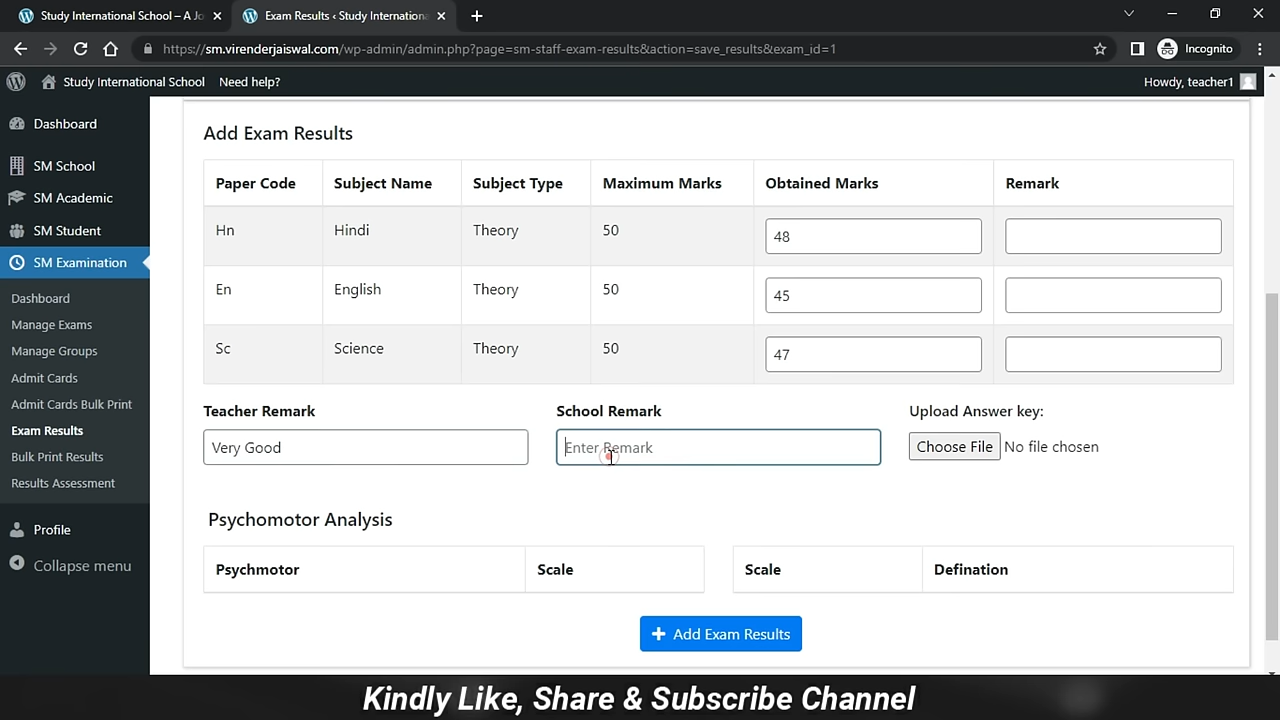 Study International School – A Jo
Exam Results ‹ Study Internationa
https://sm.virenderjaiswal.com/wp-admin/admin.php?page=sm-staff-exam-results&action=save_results&exam_id=1
Incognito
Study International School
Need help?
Howdy, teacher1
Dashboard
SM School
SM Academic
SM Student
SM Examination
Dashboard
Manage Exams
Manage Groups
Admit Cards
Admit Cards Bulk Print
Exam Results
Bulk Print Results
Results Assessment
Profile
Collapse menu
Add Exam Results
Paper Code Subject Name Subject Type Maximum Marks Obtained Marks Remark
Hn Hindi Theory 50 48
En English Theory 50 45
Sc Science Theory 50 47
Teacher Remark School Remark Upload Answer key:
Very Good Enter Remark Choose File No file chosen
Psychomotor Analysis
Psychmotor Scale Scale Defination
+ Add Exam Results
Kindly Like, Share & Subscribe Channel